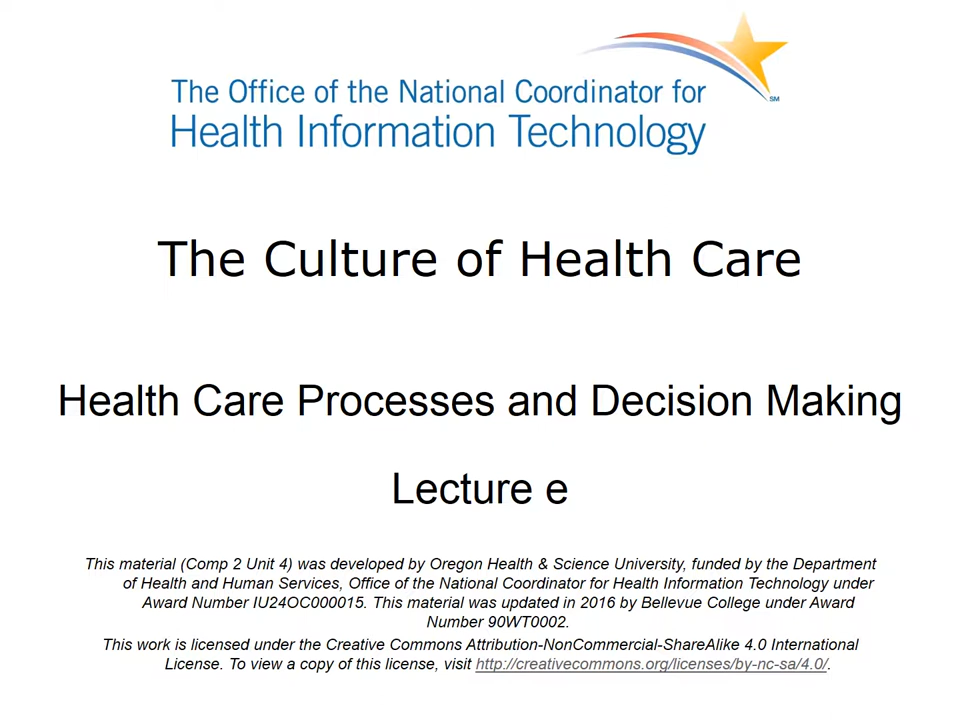 The Office of the National Coordinator for
Health Information Technology
SM
The Culture of Health Care
Health Care Processes and Decision Making
Lecture e
This material (Comp 2 Unit 4) was developed by Oregon Health & Science University, funded by the Department
of Health and Human Services, Office of the National Coordinator for Health Information Technology under
Award Number IU24OC000015. This material was updated in 2016 by Bellevue College under Award
Number 90WT0002.
This work is licensed under the Creative Commons Attribution-NonCommercial-ShareAlike 4.0 International
License. To view a copy of this license, visit http://creativecommons.org/licenses/by-nc-sa/4.0/.